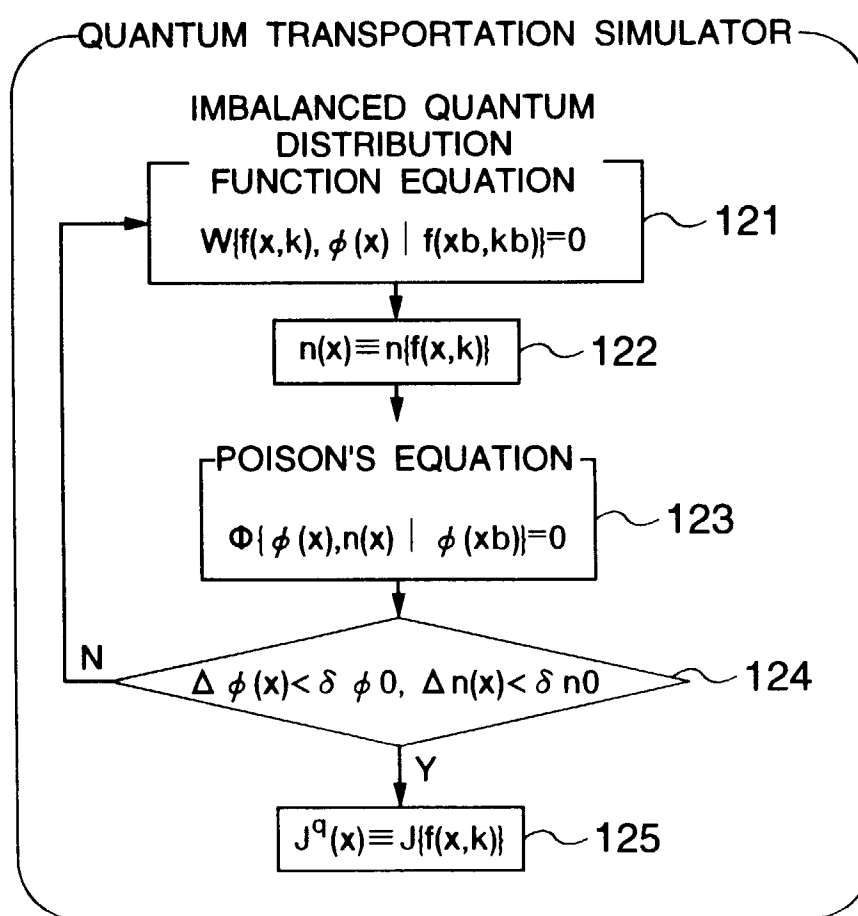 QUANTUM TRANSPORTATION SIMULATOR
IMBALANCED QUANTUM
DISTRIBUTION
FUNCTION EQUATION
W{f(x,k), ϕ(x) | f(xb,kb)}=0
121
n(x)≡n{f(x,k)}
122
POISON'S EQUATION
Φ{ϕ(x),n(x) | ϕ(xb)}=0
123
N
Δ ϕ(x)<δ ϕ0, Δ n(x)<δ n0
124
Y
J^q(x)≡J{f(x,k)}
125